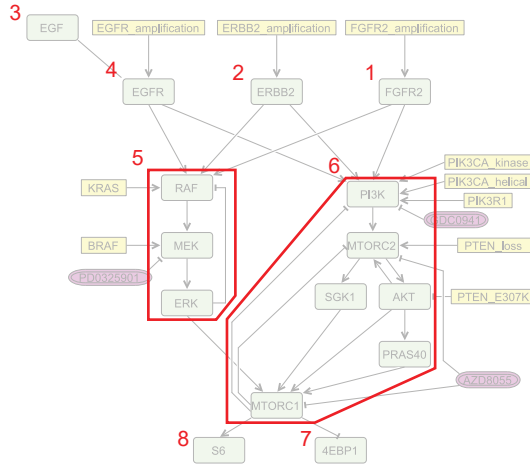 3
EGF
EGFR_amplification
ERBB2_amplification
FGFR2_amplification
4
EGFR
2
ERBB2
1
FGFR2
5
6
KRAS
RAF
PI3K
PIK3CA_kinase
PIK3CA_helical
PIK3R1
GDC0941
BRAF
MEK
MTORC2
PTEN_loss
PD0325901
ERK
SGK1
AKT
PTEN_E307K
PRAS40
AZD8055
MTORC1
8
S6
7
4EBP1